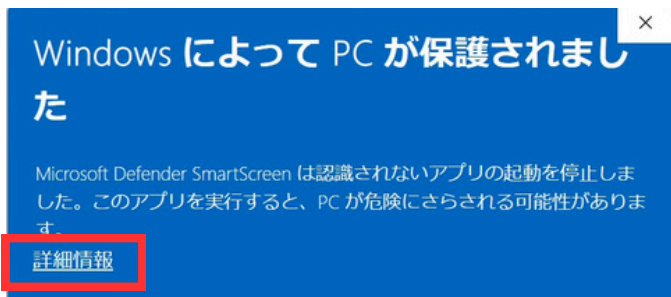 Windows によって PC が保護されまし
た
Microsoft Defender SmartScreen は認識されないアプリの起動を停止しま
した。このアプリを実行すると、PC が危険にさらされる可能性がありま
す。
詳細情報